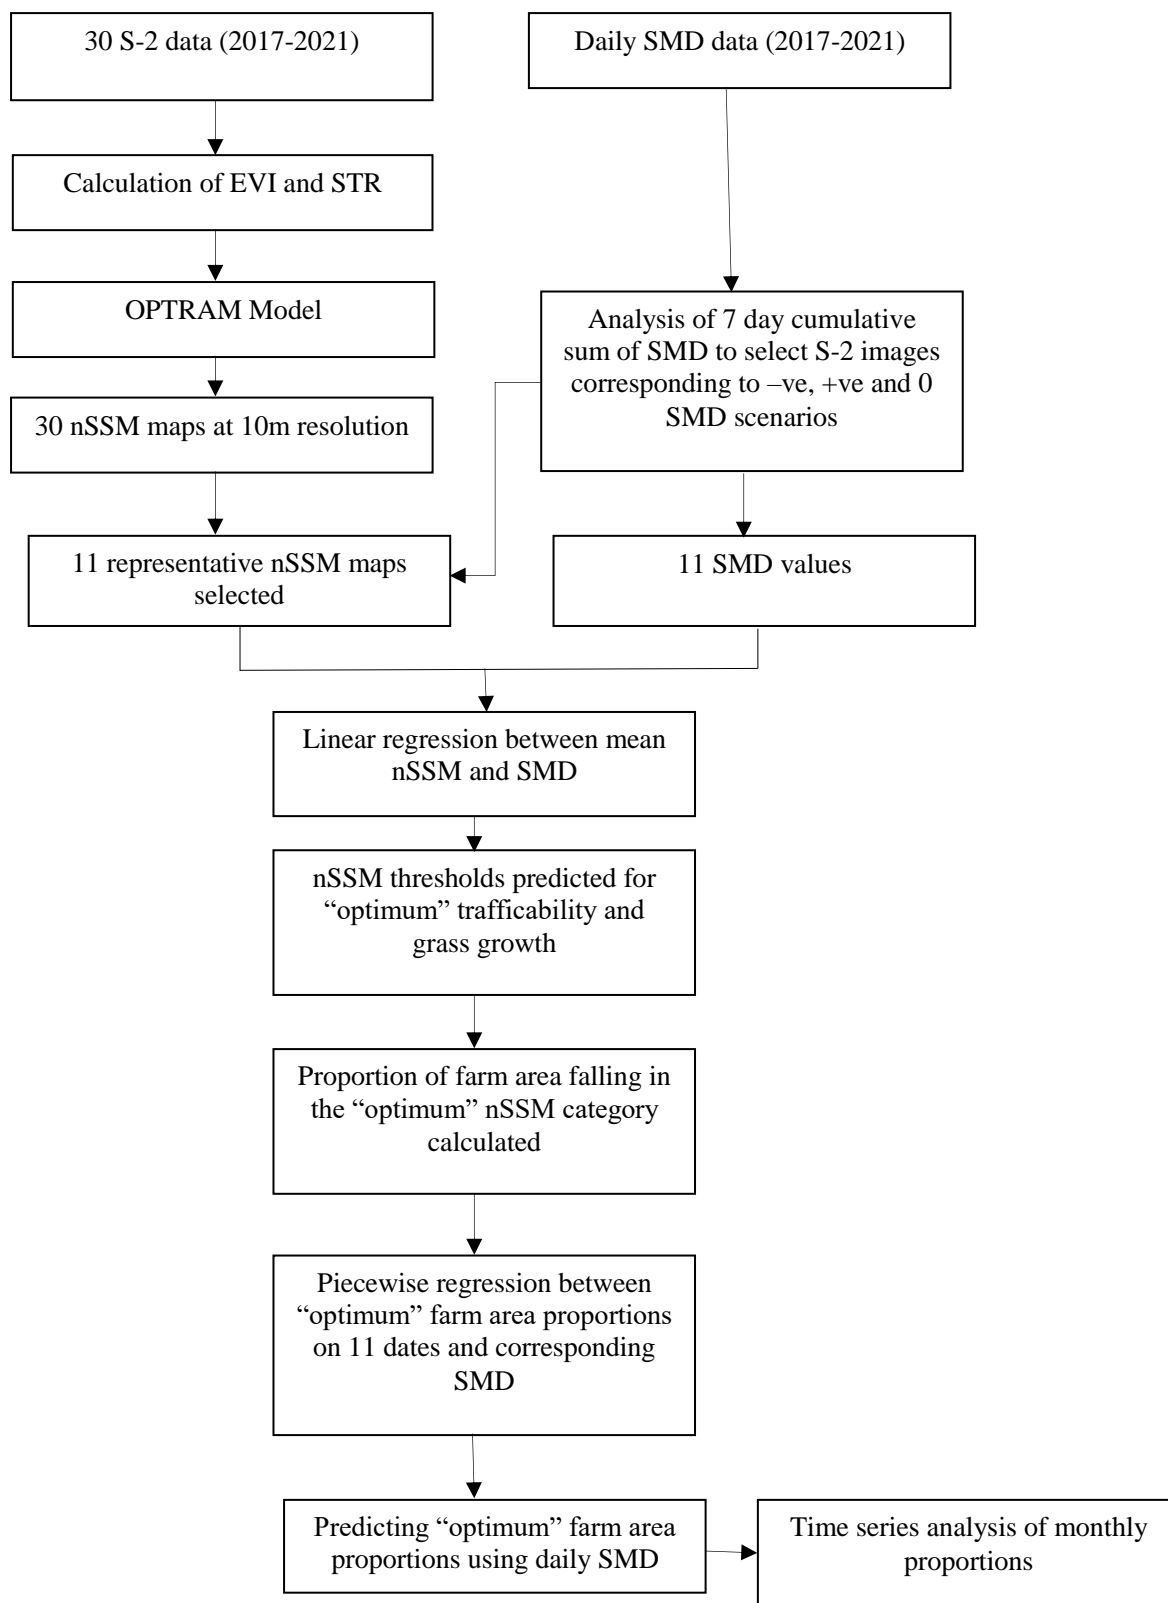 30 S-2 data (2017-2021)
Daily SMD data (2017-2021)
Calculation of EVI and STR
OPTRAM Model
Analysis of 7 day cumulative
sum of SMD to select S-2 images
corresponding to –ve, +ve and 0
SMD scenarios
30 nSSM maps at 10m resolution
11 representative nSSM maps
selected
11 SMD values
Linear regression between mean
nSSM and SMD
nSSM thresholds predicted for
“optimum” trafficability and
grass growth
Proportion of farm area falling in
the “optimum” nSSM category
calculated
Piecewise regression between
“optimum” farm area proportions
on 11 dates and corresponding
SMD
Predicting “optimum” farm area
proportions using daily SMD
Time series analysis of monthly
proportions